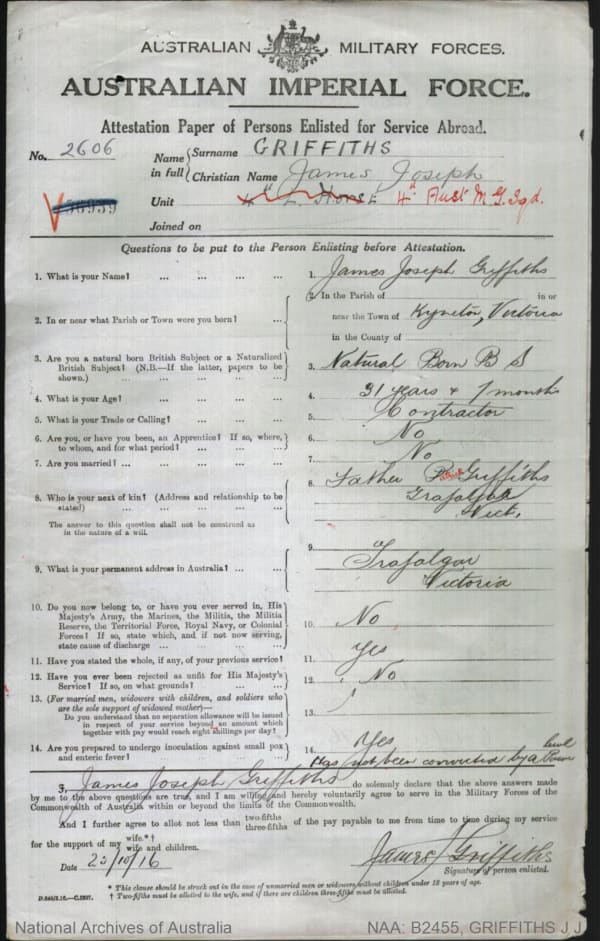 AUSTRALIAN MILITARY FORCES.
AUSTRALIAN IMPERIAL FORCE.
Attestation Paper of Persons Enlisted for Service Abroad.
No. 2606
Name in full { Surname GRIFFITHS
Christian Name James Joseph
56939
Unit 4th L. Horse 4th Aust M. G. Sqd.
Joined on
Questions to be put to the Person Enlisting before Attestation.
1. What is your Name? ... ... ... ... 1. James Joseph Griffiths
2. In or near what Parish or Town were you born? ... { 2. In the Parish of in or
near the Town of Kyneton, Victoria
in the County of
3. Are you a natural born British Subject or a Naturalized
British Subject? (N.B.—If the latter, papers to be
shown.) ... ... ... ... } 3. Natural Born B S
4. What is your Age? ... ... ... ... 4. 31 years & 7 months
5. What is your Trade or Calling? ... ... ... 5. Contractor
6. Are you, or have you been, an Apprentice? If so, where,
to whom, and for what period? ... ... ... } 6. No
7. Are you married? ... ... ... ... 7. No
8. Who is your next of kin? (Address and relationship to be
stated) ... ... ... ...
The answer to this question shall not be construed as
in the nature of a will.
8. Father Griffiths
Trafalgar
Vict.
9. What is your permanent address in Australia? ... ... 9. Trafalgar
Victoria
10. Do you now belong to, or have you ever served in, His
Majesty's Army, the Marines, the Militia, the Militia
Reserve, the Territorial Force, Royal Navy, or Colonial
Forces? If so, state which, and if not now serving,
state cause of discharge ... ... ... ... 10. No
11. Have you stated the whole, if any, of your previous service? 11. Yes
12. Have you ever been rejected as unfit for His Majesty's
Service? If so, on what grounds? ... ... } 12. No
13. (For married men, widowers with children, and soldiers who
are the sole support of widowed mother)—
Do you understand that no separation allowance will be issued
in respect of your service beyond an amount which
together with pay would reach eight shillings per day? } 13.
14. Are you prepared to undergo inoculation against small pox
and enteric fever? ... ... ... ... } 14. Yes
Has not been convicted by a Civil Power
I, James Joseph Griffiths do solemnly declare that the above answers made
by me to the above questions are true, and I am willing and hereby voluntarily agree to serve in the Military Forces of the
Commonwealth of Australia within or beyond the limits of the Commonwealth.
And I further agree to allot not less than two-fifths three-fifths of the pay payable to me from time to time during my service
for the support of my wife.*† wife and children.
Date /10/16 James J Griffiths
Signature of person enlisted.
* This clause should be struck out in the case of unmarried men or widowers without children under 18 years of age.
† Two-fifths must be allotted to the wife, and if there are children three-fifths must be allotted.
National Archives of Australia NAA: B2455, GRIFFITHS J J